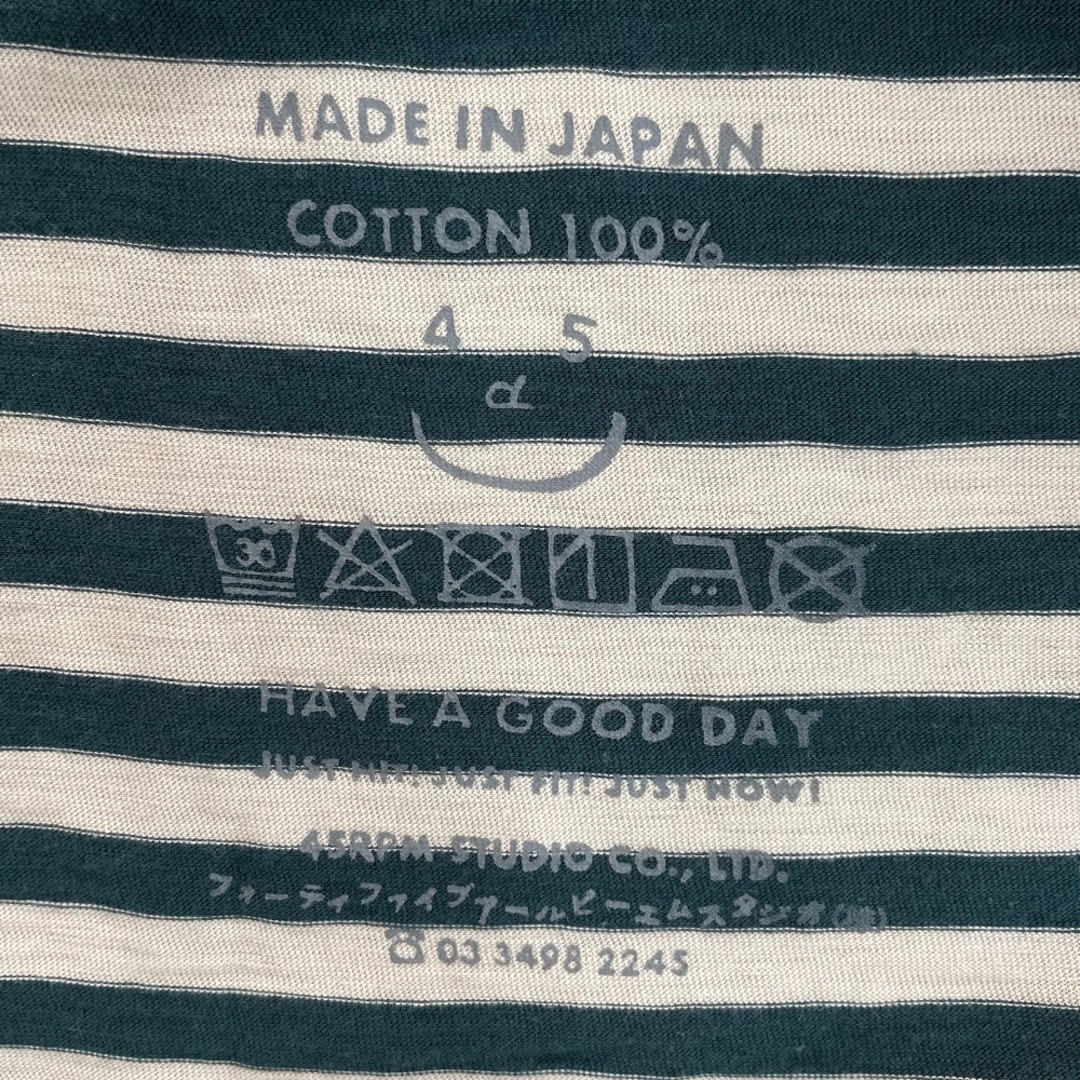 MADE IN JAPAN
COTTON 100%
4 5
R
30
HAVE A GOOD DAY
JUST HIT! JUST FIT! JUST NOW!
45RPM STUDIO CO., LTD.
フォーティファイブアールピーエムスタジオ(株)
☎03 3498 2245